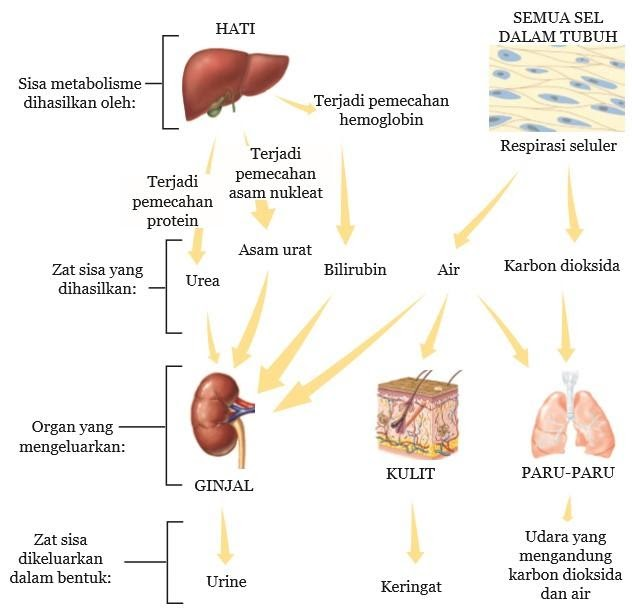 HATI
SEMUA SEL
DALAM TUBUH
Sisa metabolisme
dihasilkan oleh:
Terjadi pemecahan
hemoglobin
Respirasi seluler
Terjadi
pemecahan
asam nukleat
Terjadi
pemecahan
protein
Zat sisa yang
dihasilkan:
Urea
Asam urat
Bilirubin
Air
Karbon dioksida
Organ yang
mengeluarkan:
GINJAL
KULIT
PARU-PARU
Zat sisa
dikeluarkan
dalam bentuk:
Urine
Keringat
Udara yang
mengandung
karbon dioksida
dan air